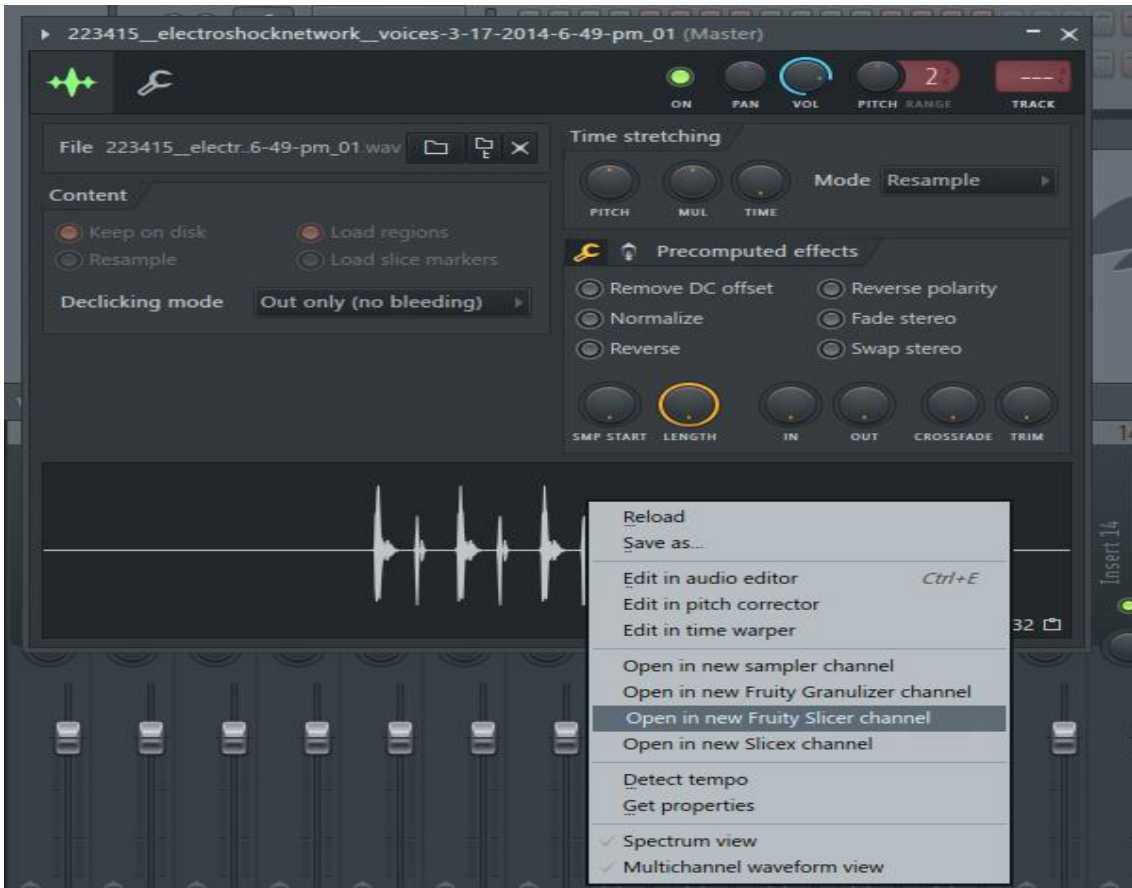 223415__electroshocknetwork__voices-3-17-2014-6-49-pm_01 (Master)
ON PAN VOL PITCH RANGE 2 --- TRACK
File 223415__electr..6-49-pm_01.wav
Content
Keep on disk Load regions
Resample Load slice markers
Declicking mode Out only (no bleeding)
Time stretching
PITCH MUL TIME Mode Resample
Precomputed effects
Remove DC offset Reverse polarity
Normalize Fade stereo
Reverse Swap stereo
SMP START LENGTH IN OUT CROSSFADE TRIM
Reload
Save as...
Edit in audio editor Ctrl+E
Edit in pitch corrector
Edit in time warper
Open in new sampler channel
Open in new Fruity Granulizer channel
Open in new Fruity Slicer channel
Open in new Slicex channel
Detect tempo
Get properties
Spectrum view
Multichannel waveform view
32
14
Insert 14